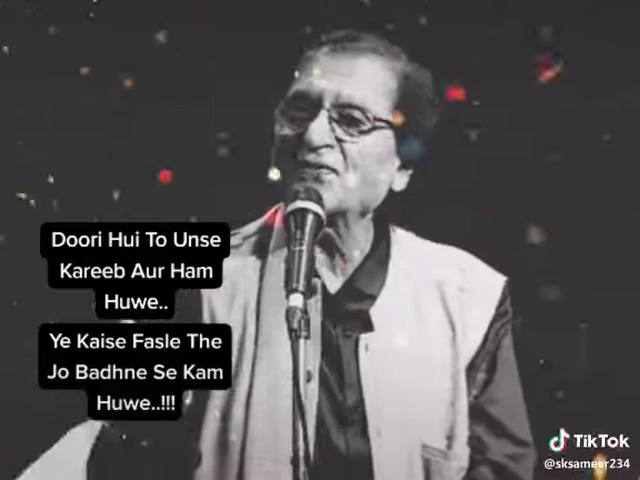 Doori Hui To Unse
Kareeb Aur Ham
Huwe..
Ye Kaise Fasle The
Jo Badhne Se Kam
Huwe..!!!
TikTok
@sksameer234